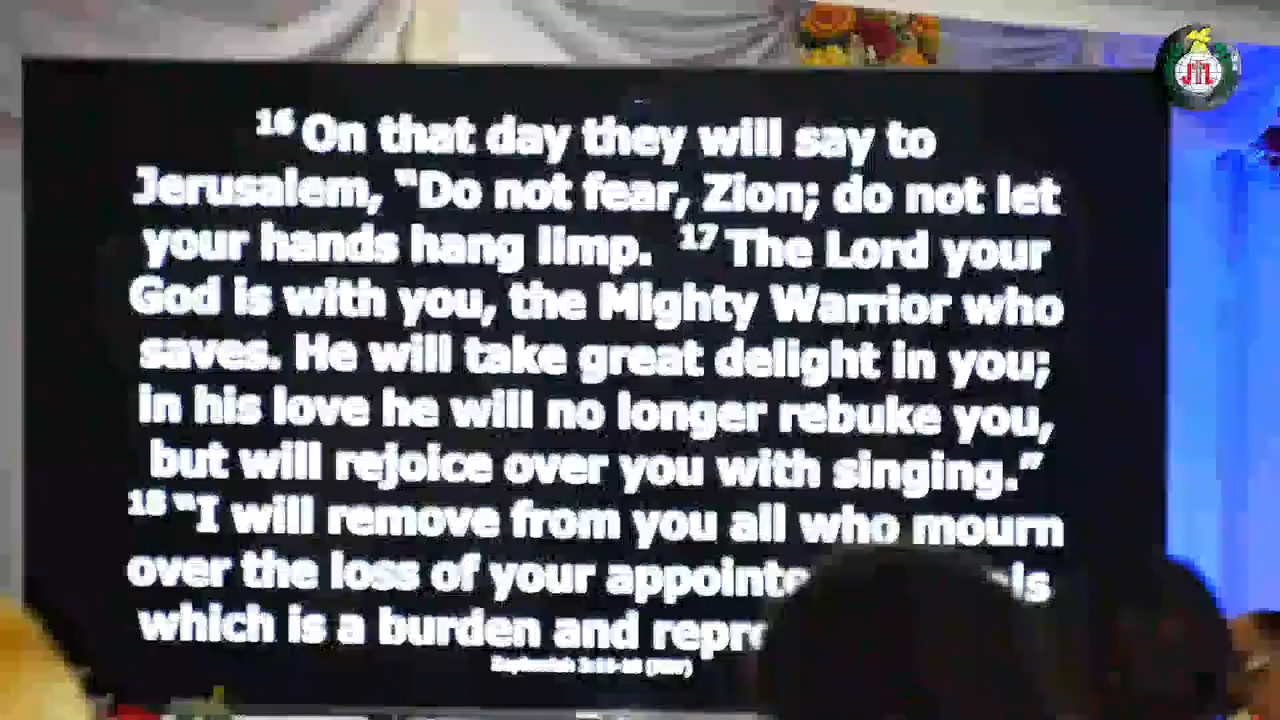 16 On that day they will say to
Jerusalem, "Do not fear, Zion; do not let
your hands hang limp. 17 The Lord your
God is with you, the Mighty Warrior who
saves. He will take great delight in you;
in his love he will no longer rebuke you,
but will rejoice over you with singing."
18 "I will remove from you all who mourn
over the loss of your
which is a burden and
JTL